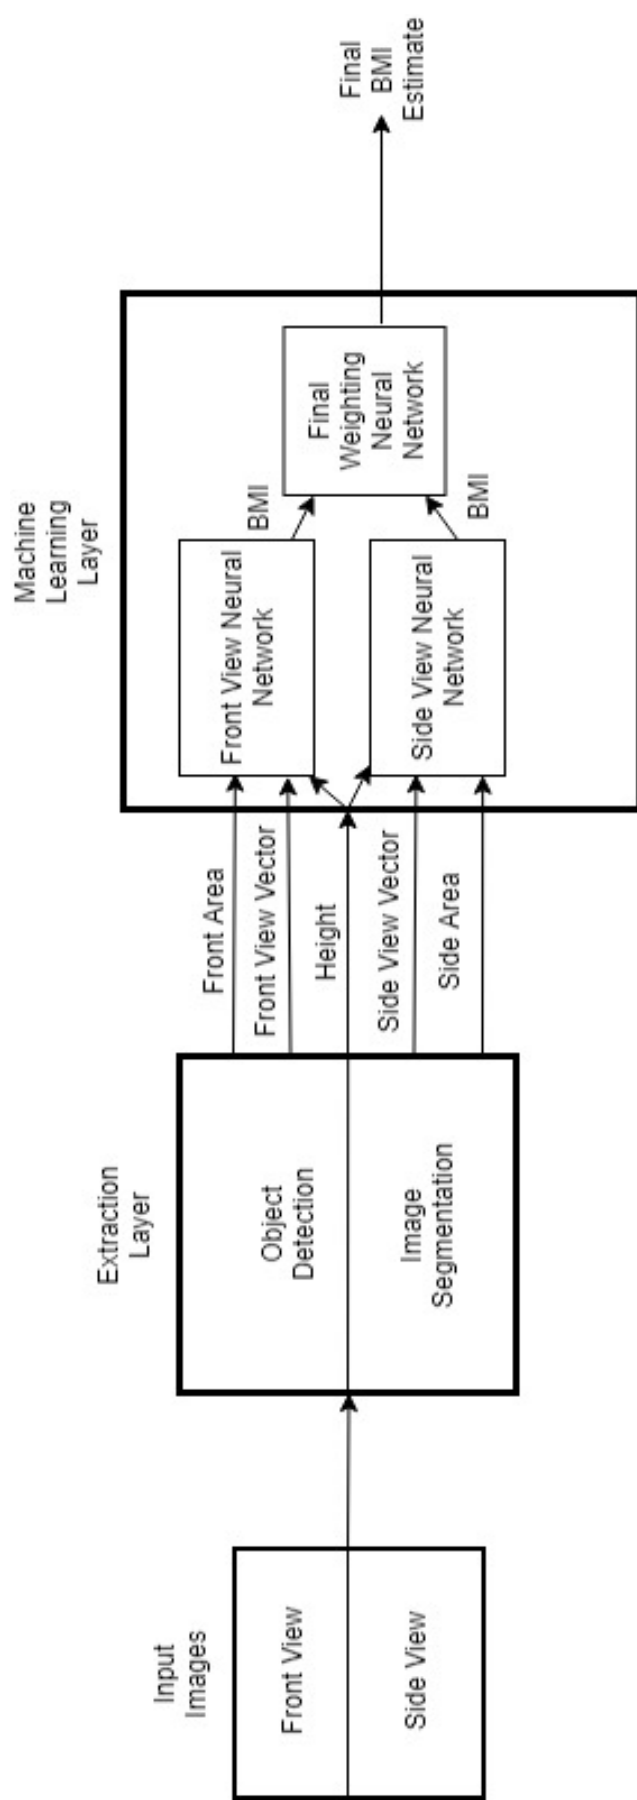 Input
Images
Front View
Side View
Extraction
Layer
Object
Detection
Image
Segmentation
Front Area
Front View Vector
Height
Side View Vector
Side Area
Machine
Learning
Layer
Front View Neural
Network
Side View Neural
Network
BMI
BMI
Final
Weighting
Neural
Network
Final
BMI
Estimate